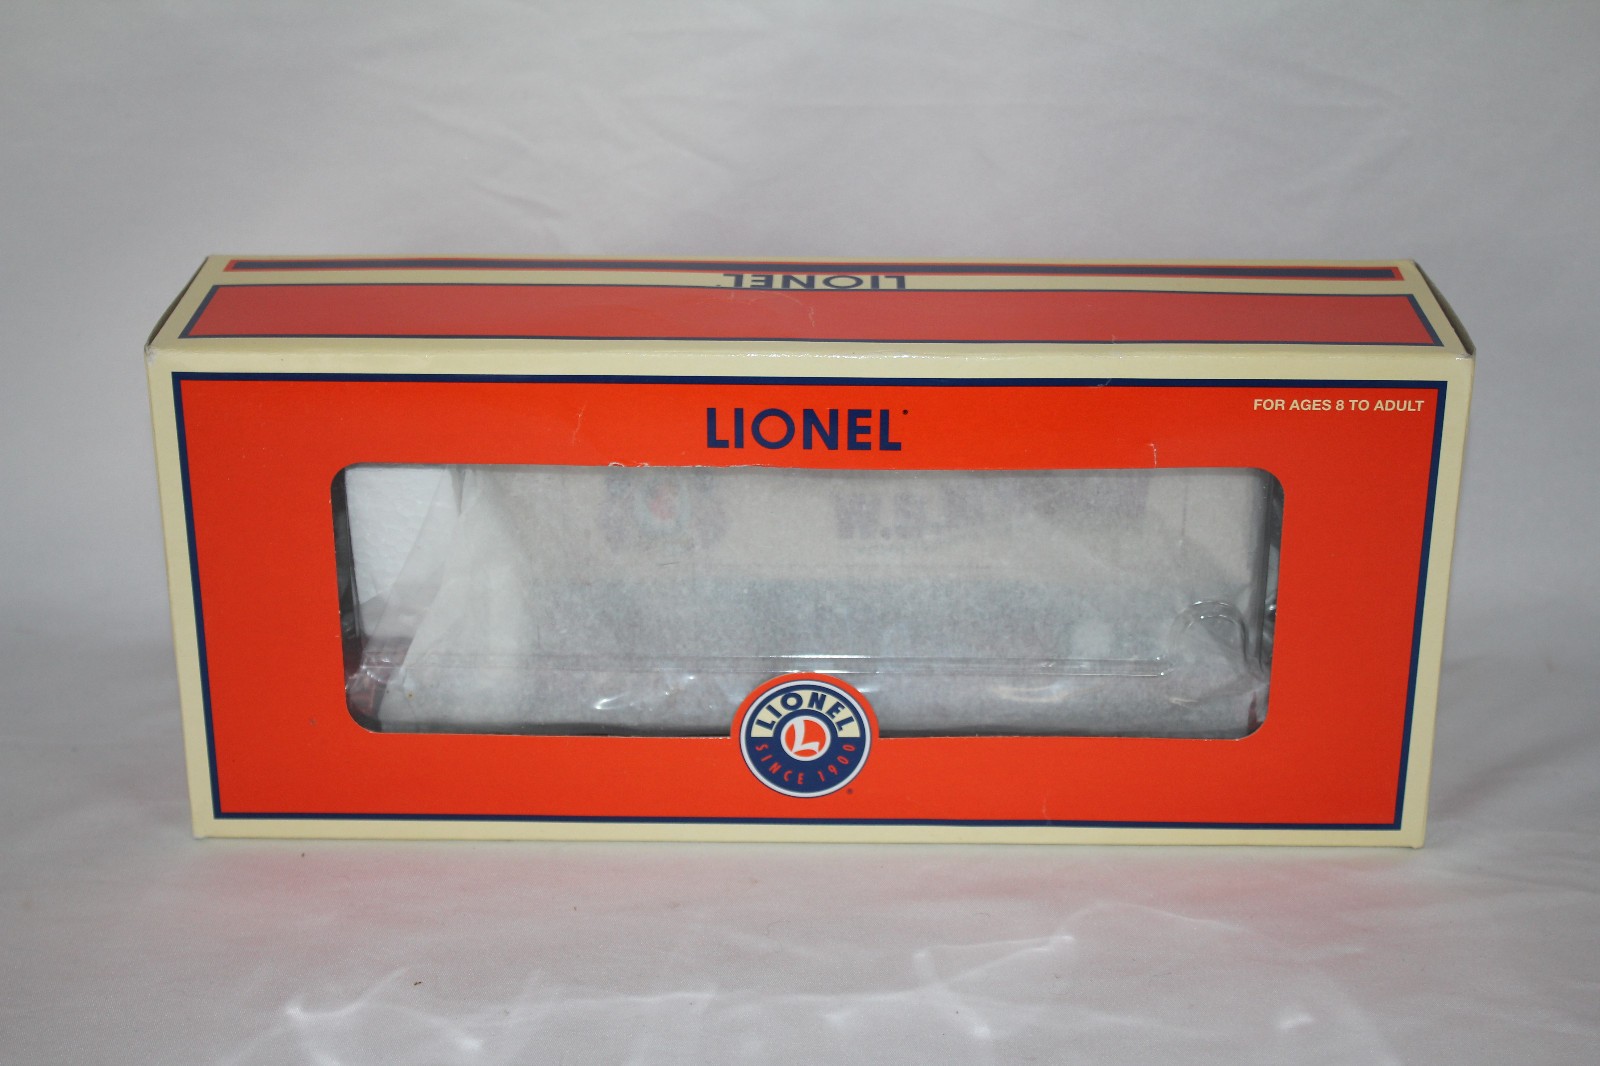 LIONEL
LIONEL
FOR AGES 8 TO ADULT
LIONEL
L
SINCE 1900